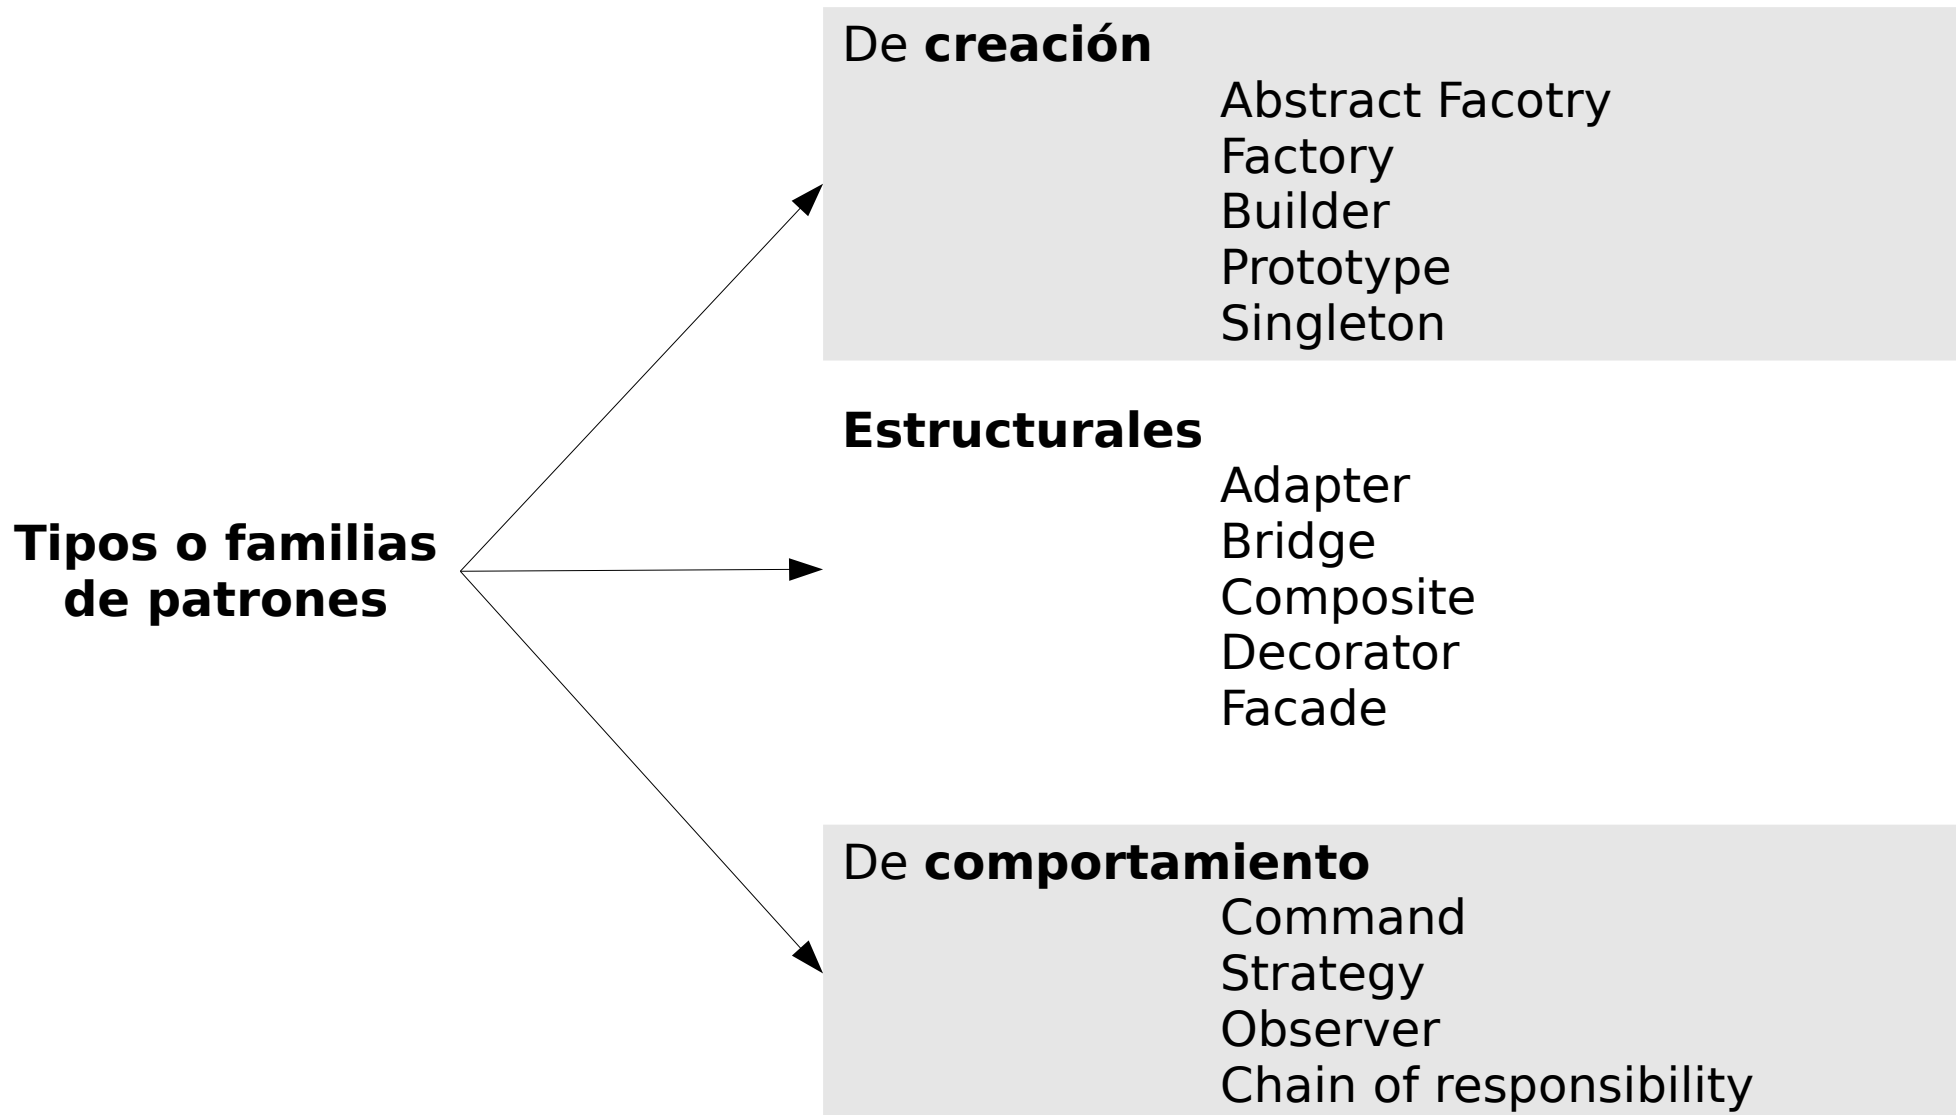 Tipos o familias
de patrones
De creación
Abstract Facotry
Factory
Builder
Prototype
Singleton
Estructurales
Adapter
Bridge
Composite
Decorator
Facade
De comportamiento
Command
Strategy
Observer
Chain of responsibility